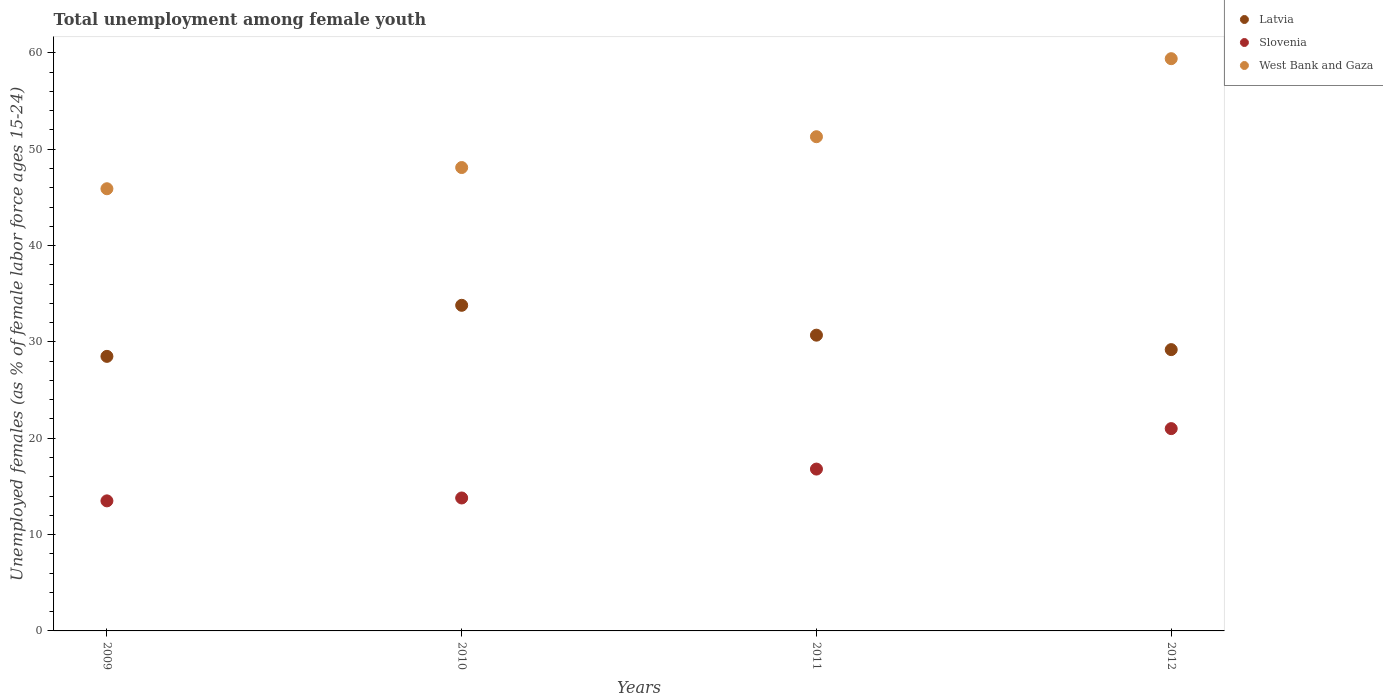 Total unemployment among female youth
Latvia
Slovenia
West Bank and Gaza
Unemployed females (as % of female labor force ages 15-24)
60
50
40
30
20
10
0
2009
2010
2011
2012
Years